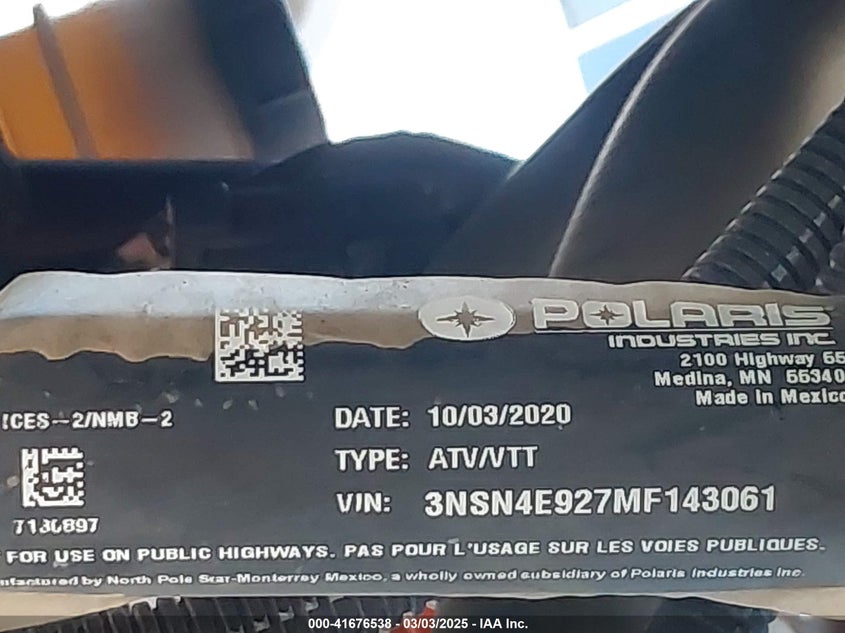 POLARIS
INDUSTRIES INC.
2100 Highway 55
Medina, MN 55340
Made In Mexico
ICES-2/NMB-2
DATE: 10/03/2020
TYPE: ATV/VTT
VIN: 3NSN4E927MF143061
FOR USE ON PUBLIC HIGHWAYS. PAS POUR L'USAGE SUR LES VOIES PUBLIQUES.
by North Pole Star-Monterrey Mexico, a wholly owned subsidiary of Polaris Industries Inc.
000-41676538 - 03/03/2025 - IAA Inc.